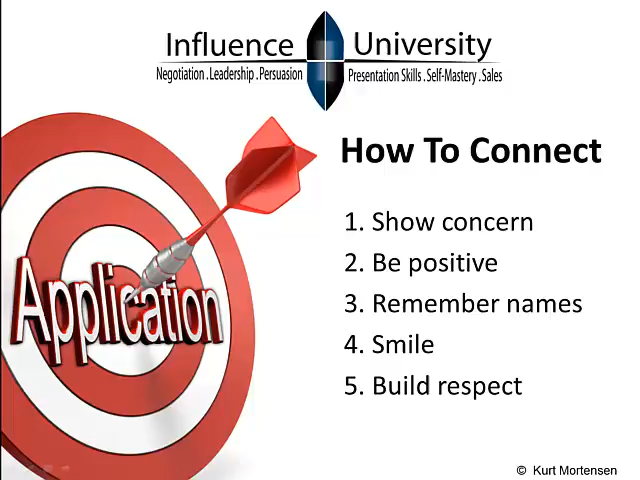 Influence University
Negotiation . Leadership . Persuasion Presentation Skills . Self-Mastery . Sales
How To Connect
1. Show concern
2. Be positive
3. Remember names
4. Smile
5. Build respect
Application
© Kurt Mortensen